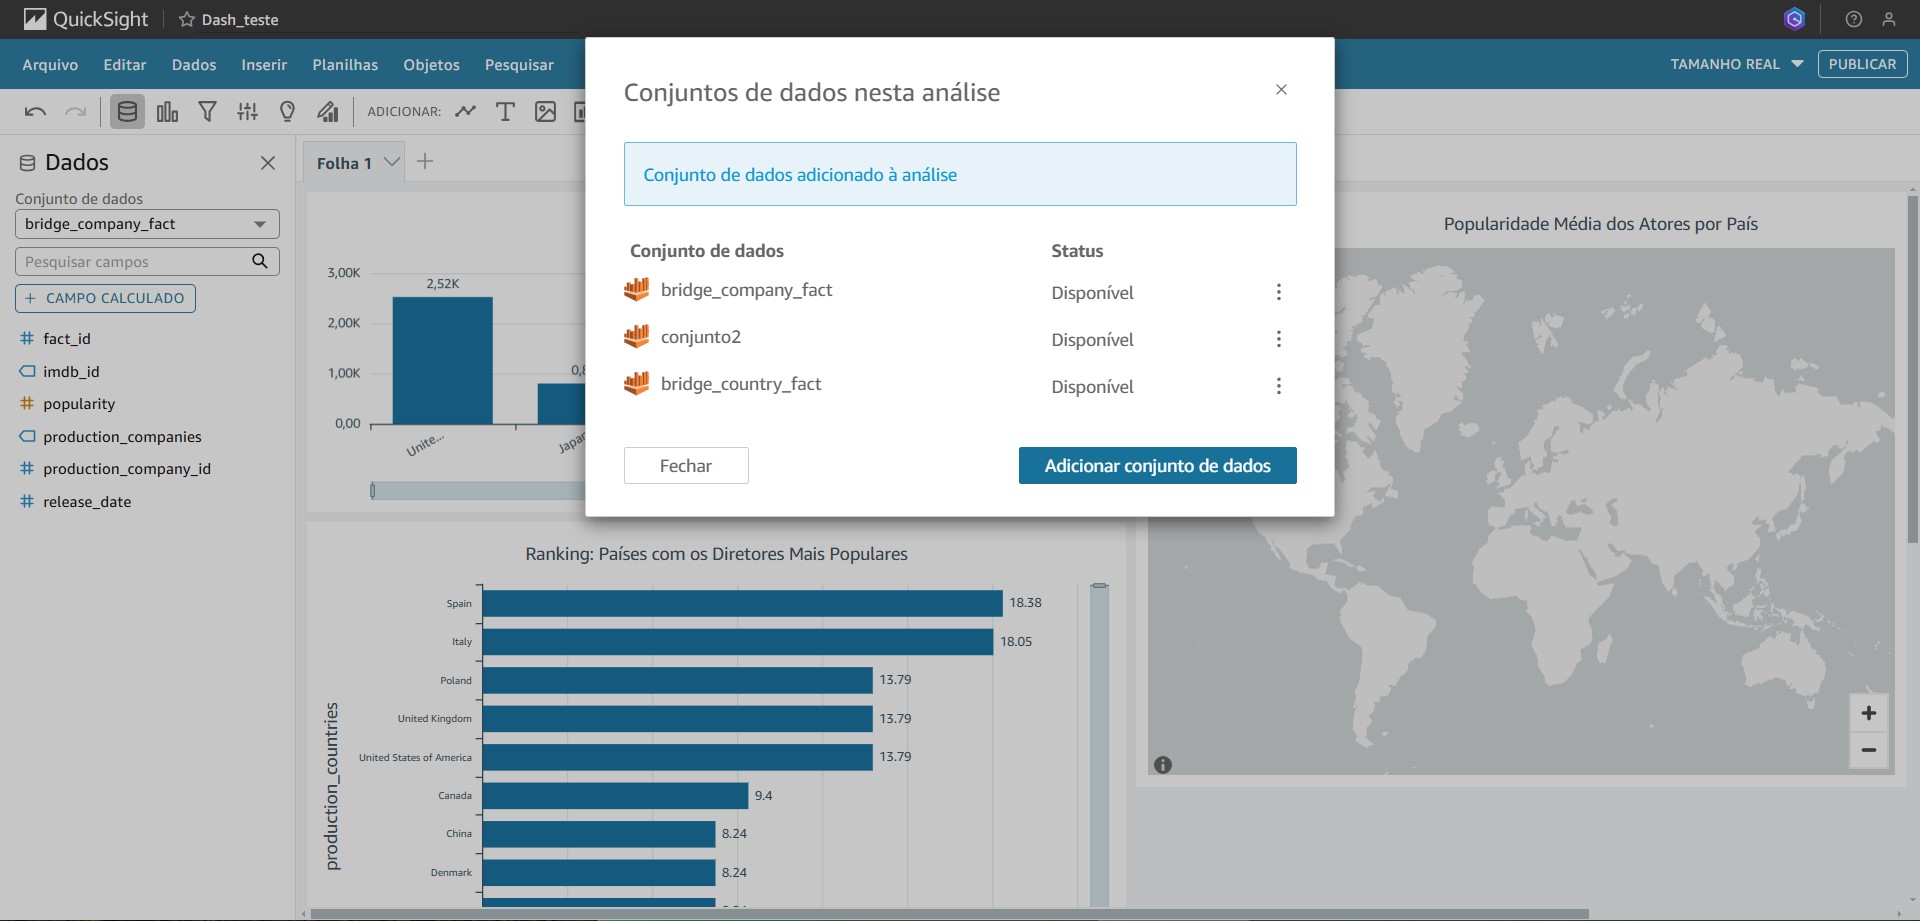 QuickSight
Dash_teste
Arquivo
Editar
Dados
Inserir
Planilhas
Objetos
Pesquisar
TAMANHO REAL
PUBLICAR
ADICIONAR:
Dados
Conjunto de dados
bridge_company_fact
Pesquisar campos
+ CAMPO CALCULADO
fact_id
imdb_id
popularity
production_companies
production_company_id
release_date
Folha 1
3,00K
2,52K
2,00K
1,00K
0,00
Unite...
Conjuntos de dados nesta análise
Conjunto de dados adicionado à análise
Conjunto de dados
Status
bridge_company_fact
Disponível
conjunto2
Disponível
bridge_country_fact
Disponível
Fechar
Adicionar conjunto de dados
Popularidade Média dos Atores por País
Ranking: Países com os Diretores Mais Populares
production_countries
Spain
18.38
Italy
18.05
Poland
13.79
United Kingdom
13.79
United States of America
13.79
Canada
9.4
China
8.24
Denmark
8.24